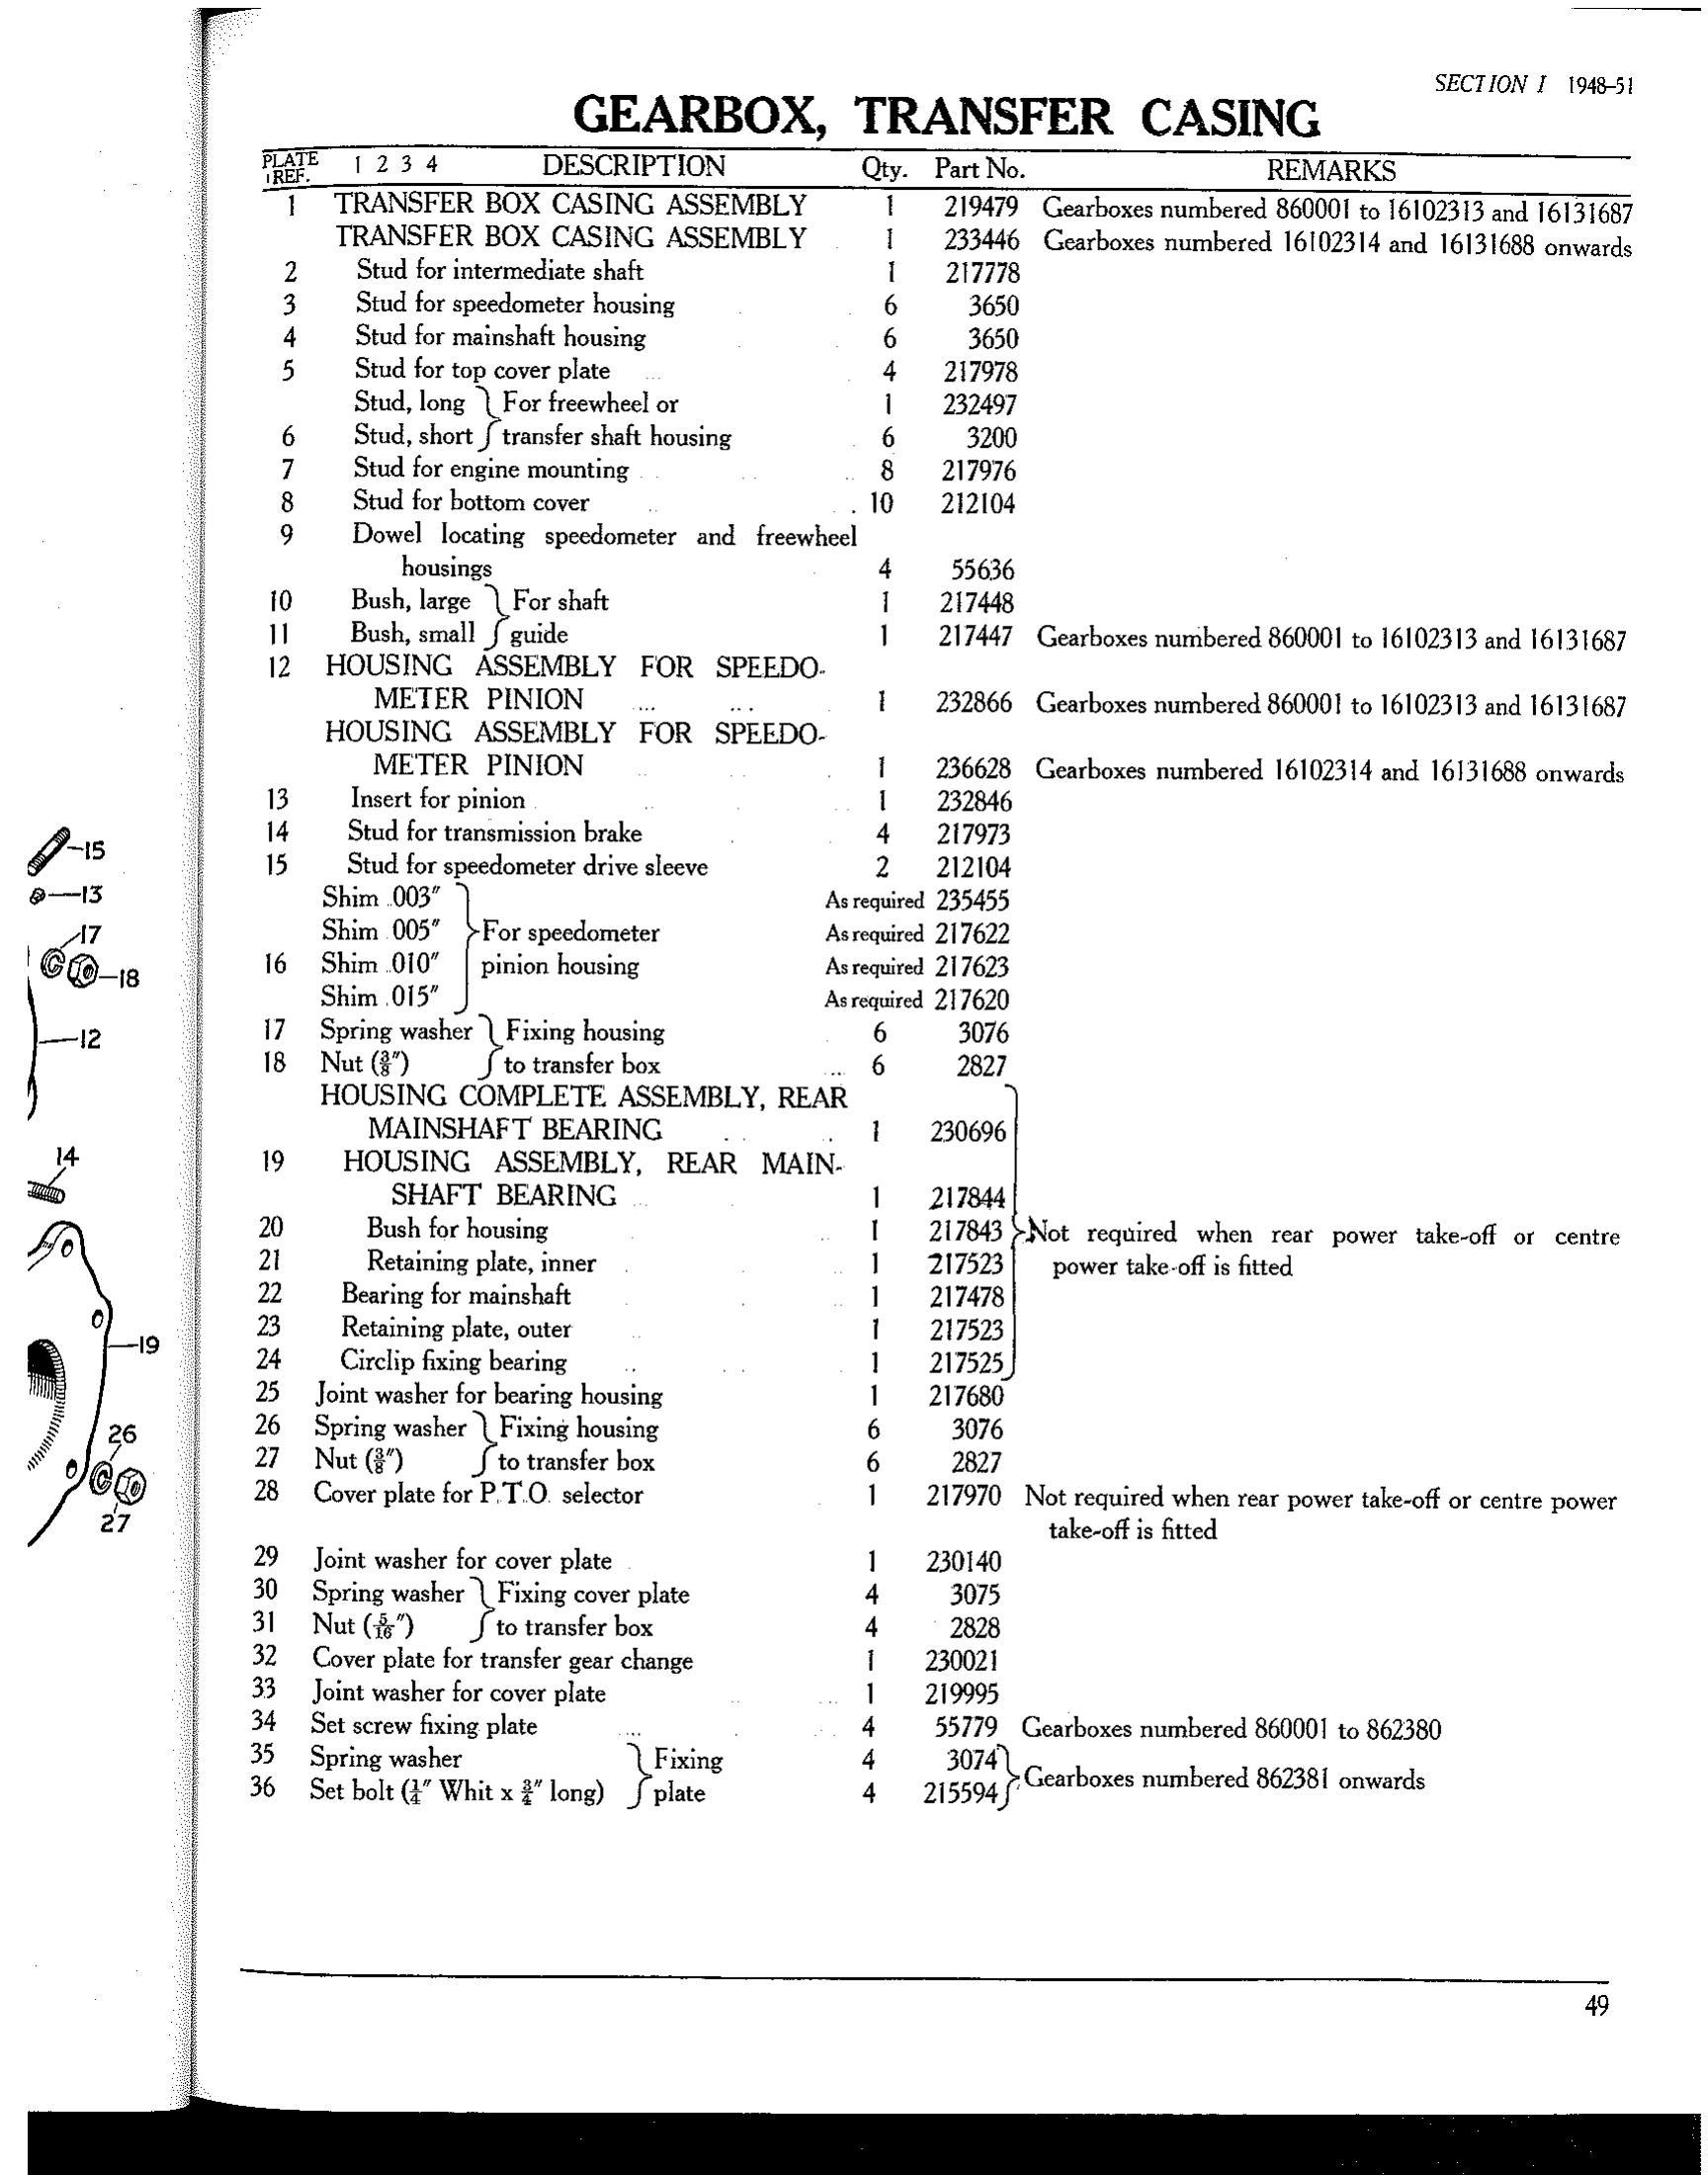 SECTION I 1948-51
GEARBOX, TRANSFER CASING
PLATE REF. 1 2 3 4 DESCRIPTION Qty. Part No. REMARKS
1 TRANSFER BOX CASING ASSEMBLY 1 219479 Gearboxes numbered 860001 to 16102313 and 16131687
TRANSFER BOX CASING ASSEMBLY 1 233446 Gearboxes numbered 16102314 and 16131688 onwards
2 Stud for intermediate shaft 1 217778
3 Stud for speedometer housing 6 3650
4 Stud for mainshaft housing 6 3650
5 Stud for top cover plate 4 217978
Stud, long } For freewheel or 1 232497
6 Stud, short } transfer shaft housing 6 3200
7 Stud for engine mounting 8 217976
8 Stud for bottom cover 10 212104
9 Dowel locating speedometer and freewheel
housings 4 55636
10 Bush, large } For shaft 1 217448
11 Bush, small } guide 1 217447 Gearboxes numbered 860001 to 16102313 and 16131687
12 HOUSING ASSEMBLY FOR SPEEDO-
METER PINION ... ... 1 232866 Gearboxes numbered 860001 to 16102313 and 16131687
HOUSING ASSEMBLY FOR SPEEDO-
METER PINION 1 236628 Gearboxes numbered 16102314 and 16131688 onwards
13 Insert for pinion 1 232846
14 Stud for transmission brake 4 217973
15 Stud for speedometer drive sleeve 2 212104
Shim .003" As required 235455
Shim .005" } For speedometer As required 217622
16 Shim .010" pinion housing As required 217623
Shim .015" As required 217620
17 Spring washer } Fixing housing 6 3076
18 Nut (3/8") } to transfer box ... 6 2827
HOUSING COMPLETE ASSEMBLY, REAR
MAINSHAFT BEARING 1 230696
19 HOUSING ASSEMBLY, REAR MAIN-
SHAFT BEARING 1 217844
20 Bush for housing 1 217843 } Not required when rear power take-off or centre
21 Retaining plate, inner 1 217523 power take-off is fitted
22 Bearing for mainshaft 1 217478
23 Retaining plate, outer 1 217523
24 Circlip fixing bearing 1 217525
25 Joint washer for bearing housing 1 217680
26 Spring washer } Fixing housing 6 3076
27 Nut (3/8") } to transfer box 6 2827
28 Cover plate for P.T.O. selector 1 217970 Not required when rear power take-off or centre power
take-off is fitted
29 Joint washer for cover plate 1 230140
30 Spring washer } Fixing cover plate 4 3075
31 Nut (5/16") } to transfer box 4 2828
32 Cover plate for transfer gear change 1 230021
33 Joint washer for cover plate 1 219995
34 Set screw fixing plate ... 4 55779 Gearboxes numbered 860001 to 862380
35 Spring washer } Fixing 4 3074
36 Set bolt (1/4" Whit x 3/4" long) } plate 4 215594 } Gearboxes numbered 862381 onwards
49
15
13
17
18
12
14
19
26
27